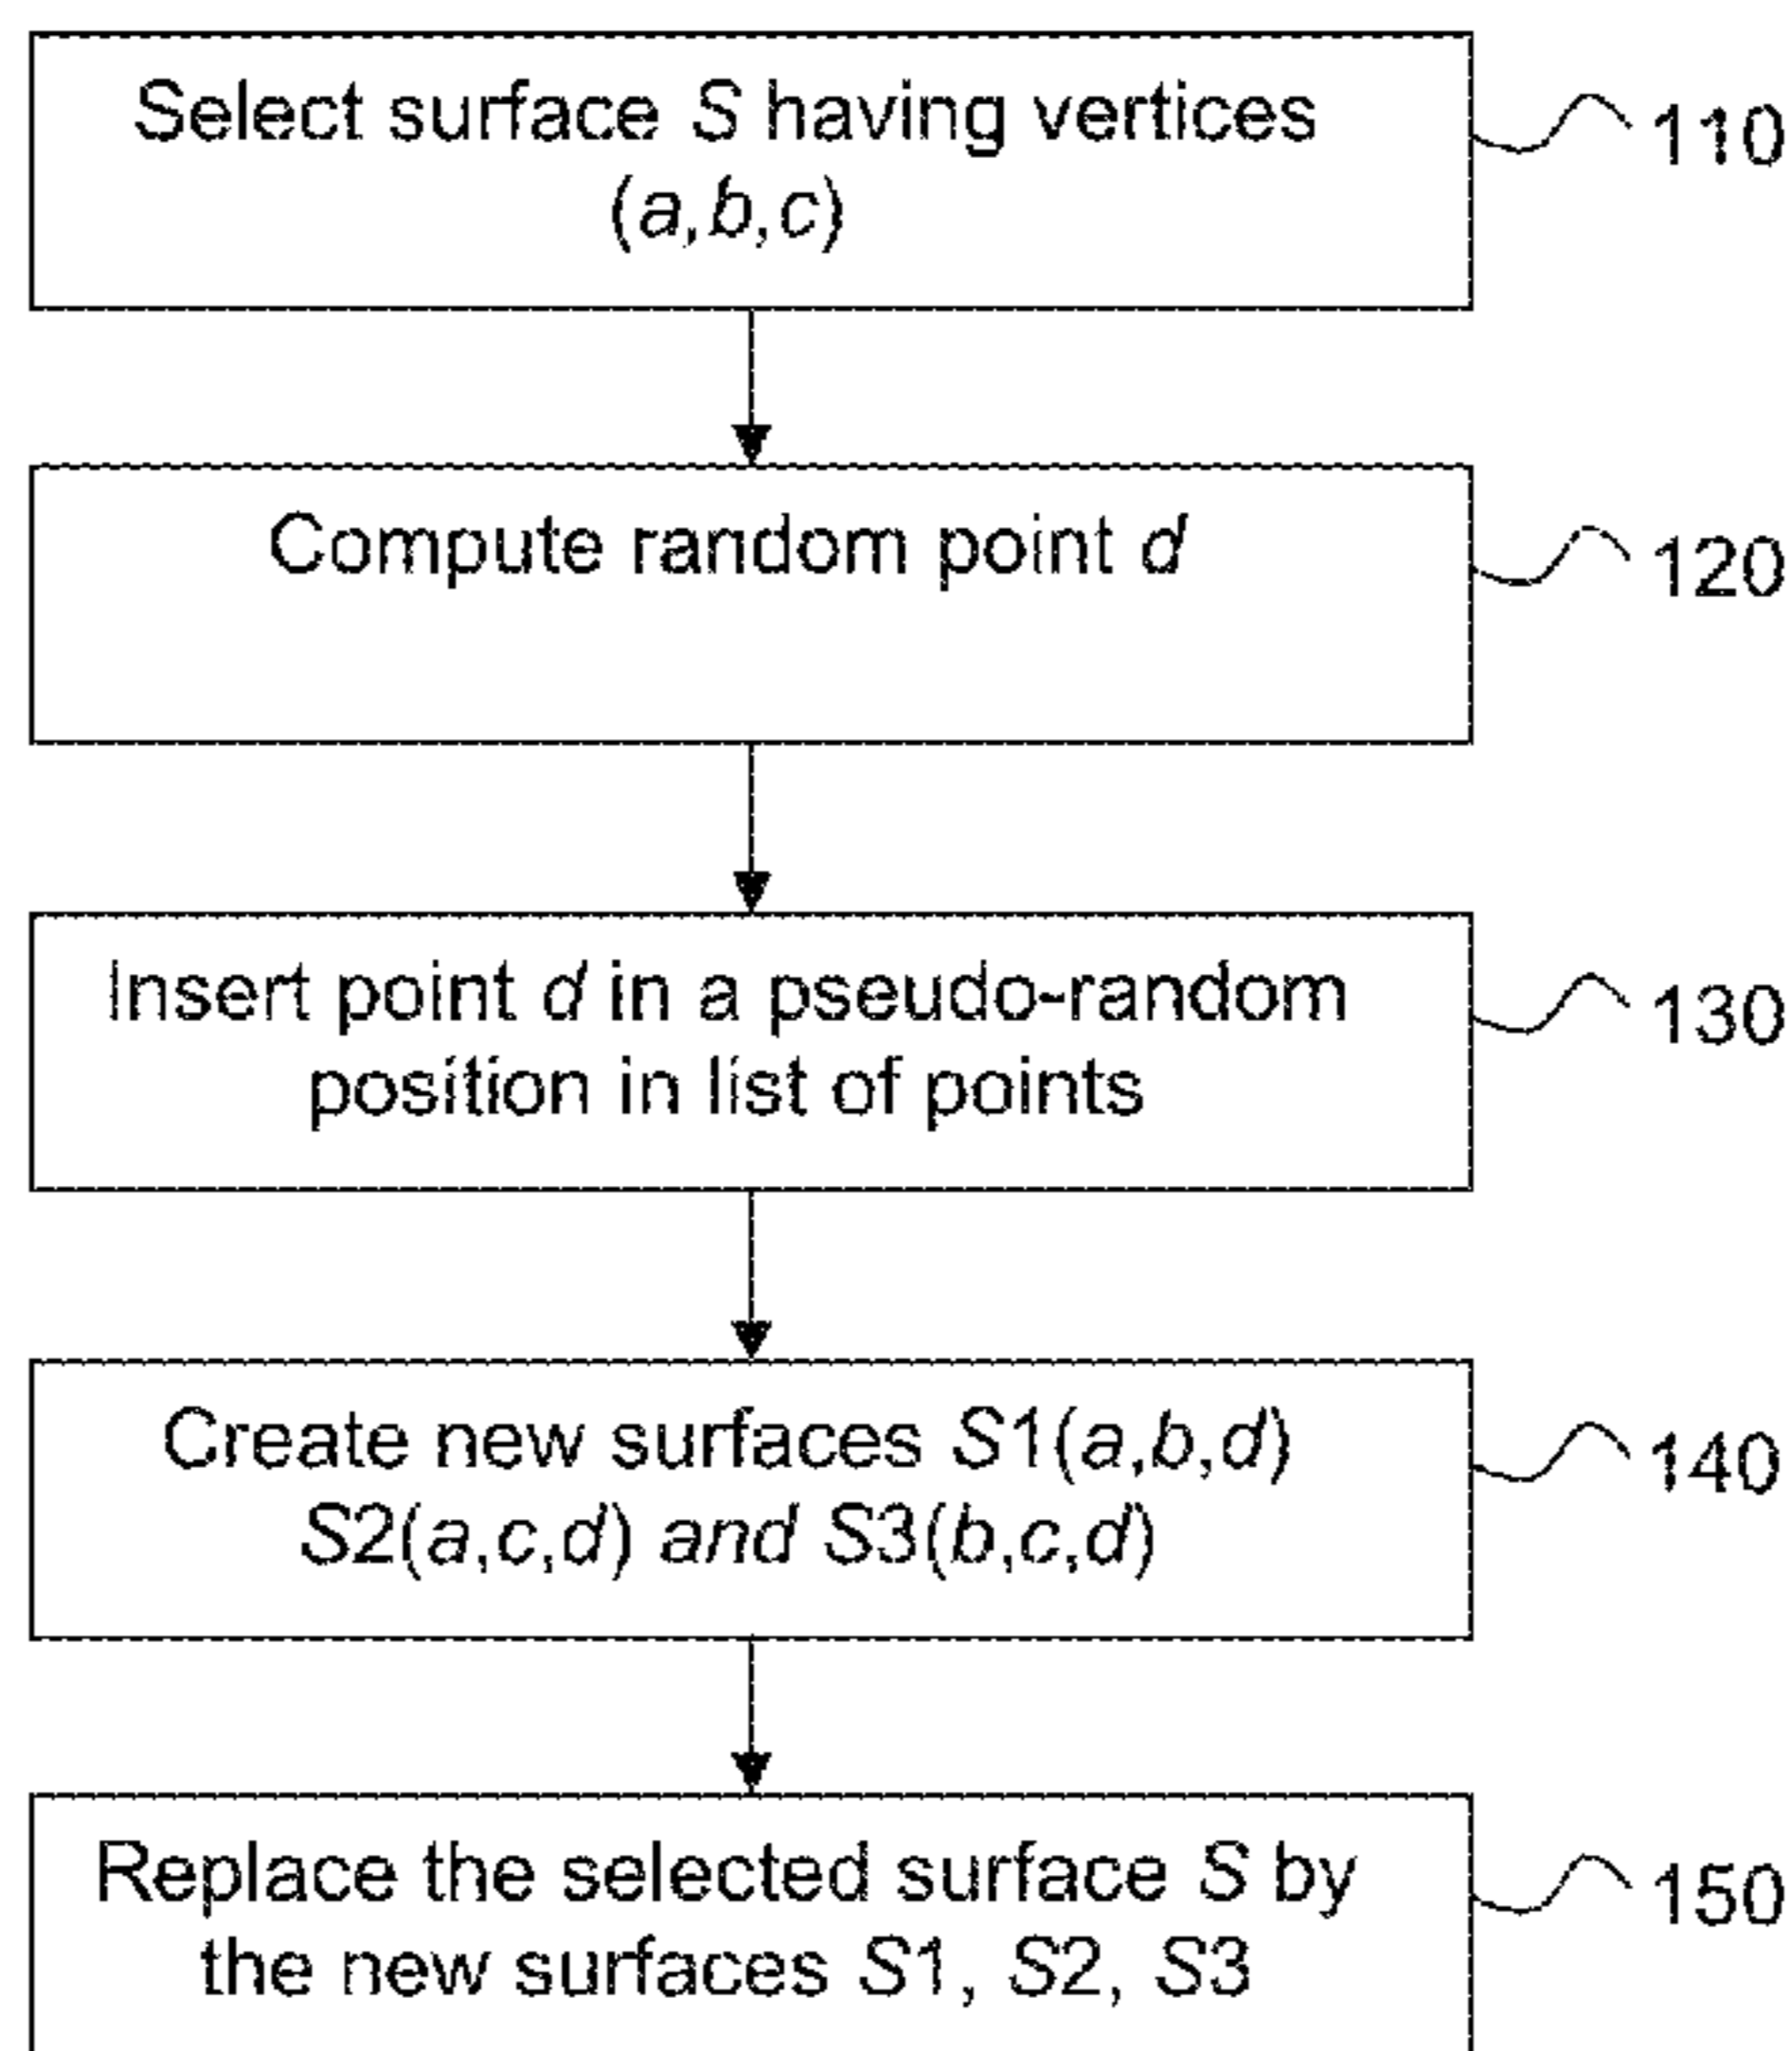 Select surface S having vertices
(a,b,c)
110
Compute random point d
120
Insert point d in a pseudo-random
position in list of points
130
Create new surfaces S1(a,b,d)
S2(a,c,d) and S3(b,c,d)
140
Replace the selected surface S by
the new surfaces S1, S2, S3
150